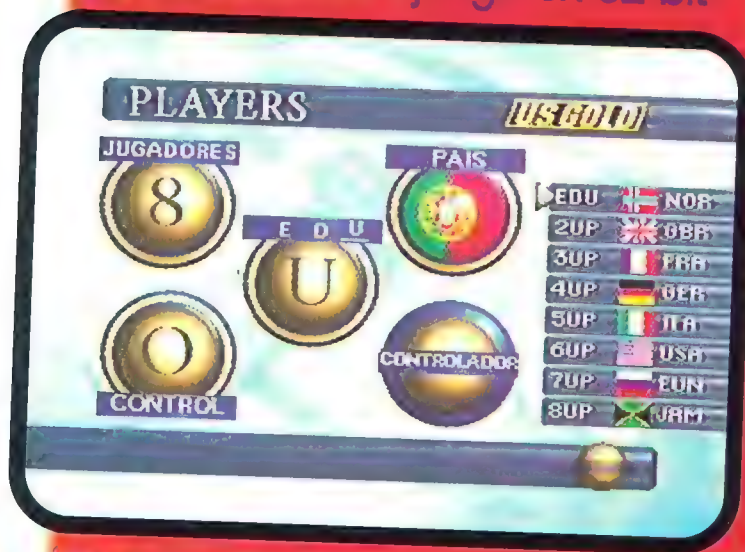 PLAYERS
U.S. GOLD
JUGADORES
8
PAIS
E D U
U
O
CONTROL
CONTROLADOR
EDU NOR
2UP GBR
3UP FRA
4UP GER
5UP ITA
6UP USA
7UP EUN
8UP JAM